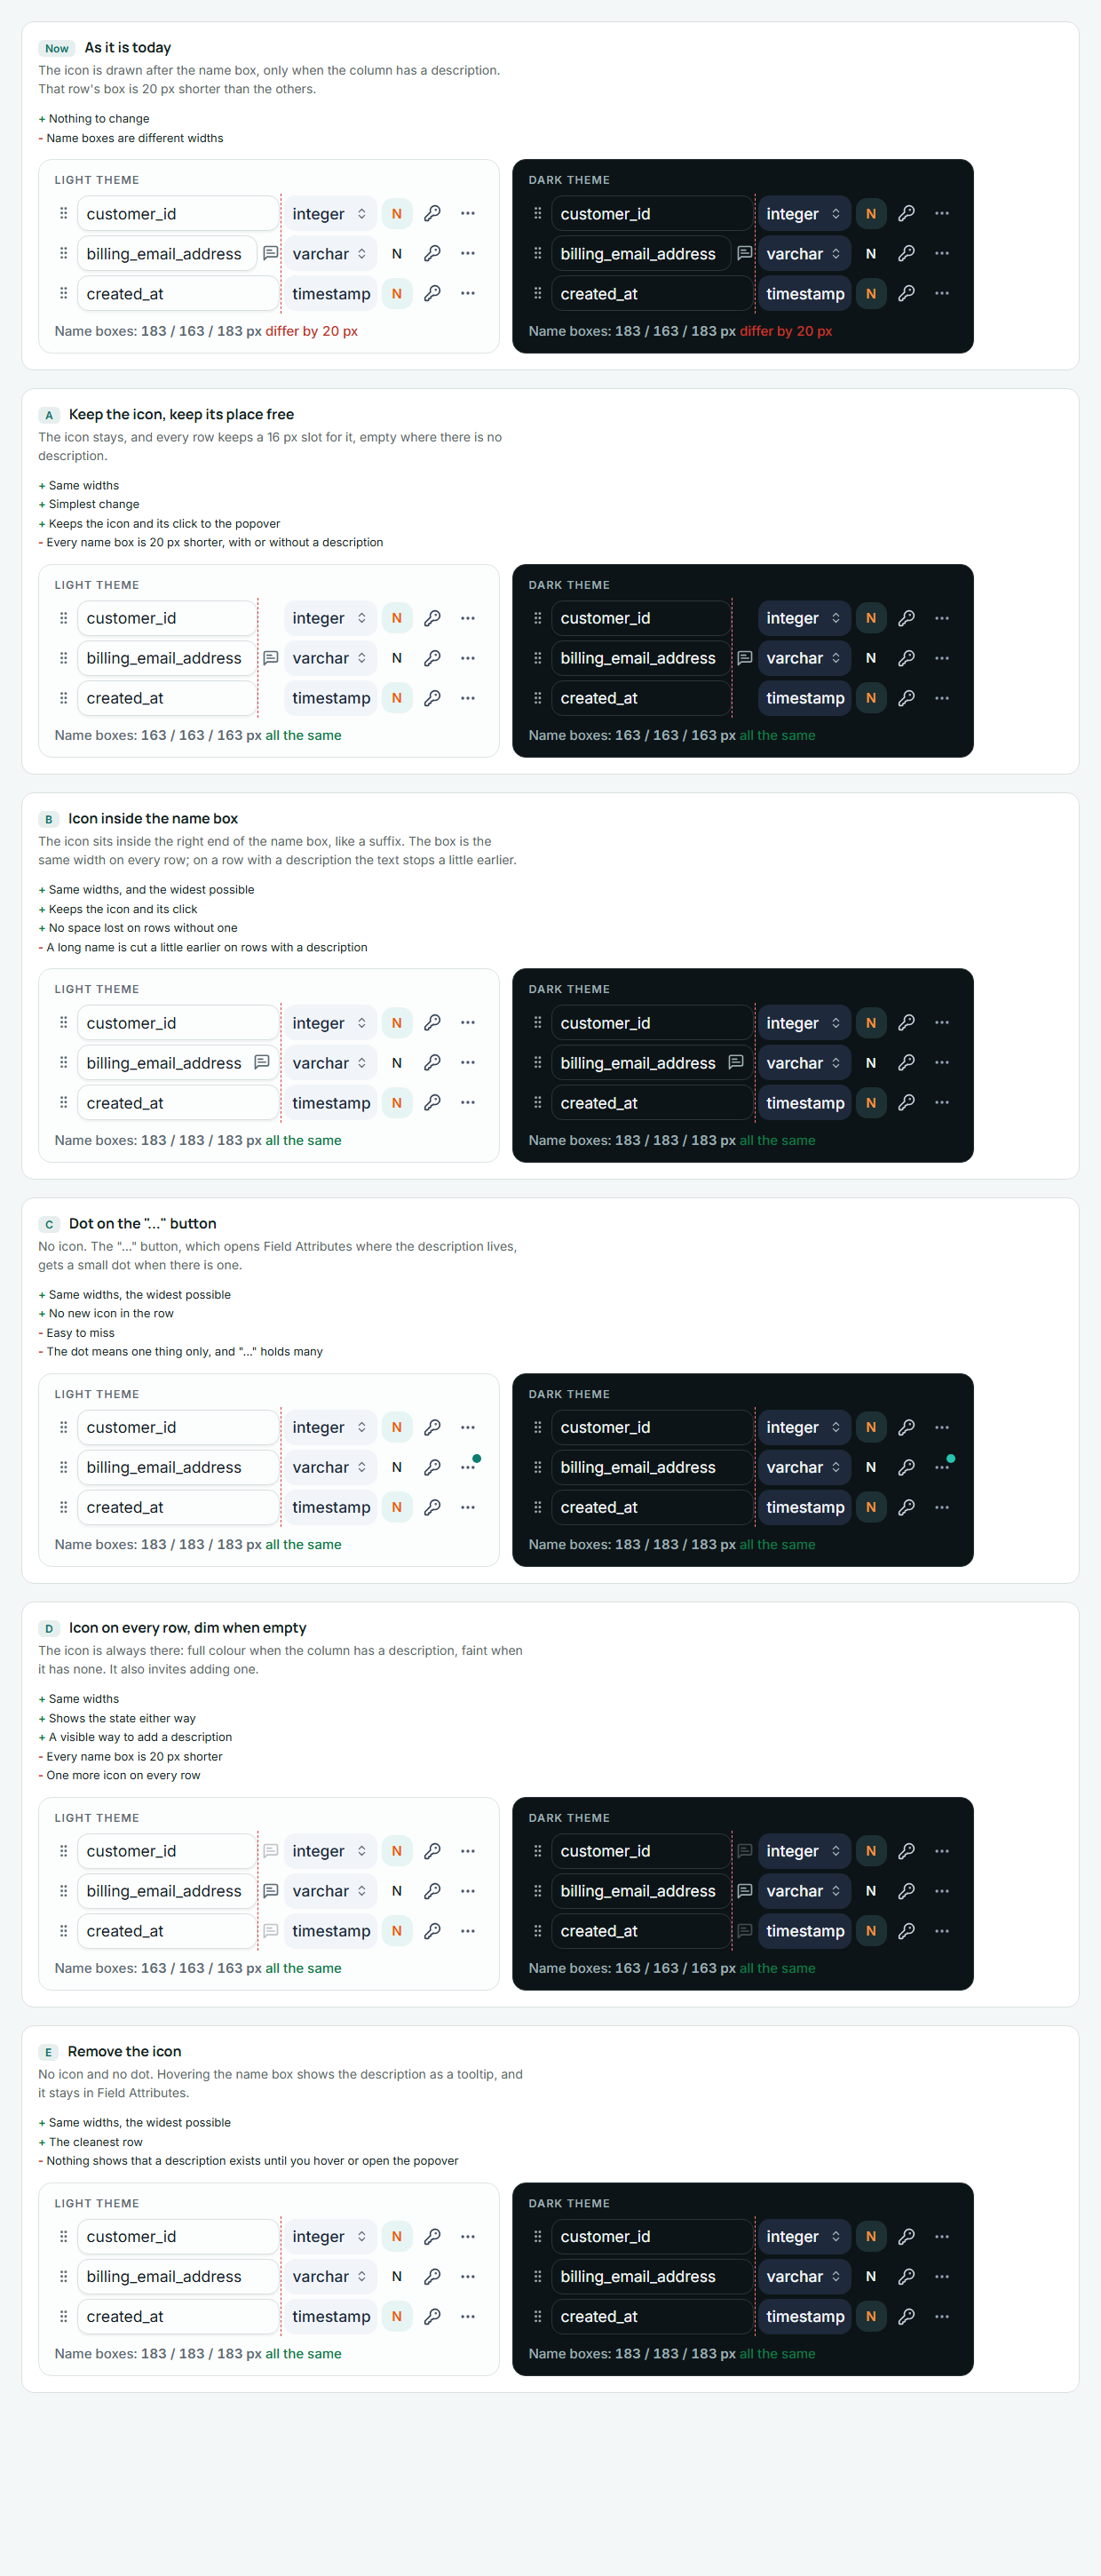 Now As it is today
The icon is drawn after the name box, only when the column has a description.
That row's box is 20 px shorter than the others.
+ Nothing to change
- Name boxes are different widths
LIGHT THEME
customer_id integer N
billing_email_address varchar N
created_at timestamp N
Name boxes: 183 / 163 / 183 px differ by 20 px
DARK THEME
customer_id integer N
billing_email_address varchar N
created_at timestamp N
Name boxes: 183 / 163 / 183 px differ by 20 px
A Keep the icon, keep its place free
The icon stays, and every row keeps a 16 px slot for it, empty where there is no
description.
+ Same widths
+ Simplest change
+ Keeps the icon and its click to the popover
- Every name box is 20 px shorter, with or without a description
LIGHT THEME
customer_id integer N
billing_email_address varchar N
created_at timestamp N
Name boxes: 163 / 163 / 163 px all the same
DARK THEME
customer_id integer N
billing_email_address varchar N
created_at timestamp N
Name boxes: 163 / 163 / 163 px all the same
B Icon inside the name box
The icon sits inside the right end of the name box, like a suffix. The box is the
same width on every row; on a row with a description the text stops a little earlier.
+ Same widths, and the widest possible
+ Keeps the icon and its click
+ No space lost on rows without one
- A long name is cut a little earlier on rows with a description
LIGHT THEME
customer_id integer N
billing_email_address varchar N
created_at timestamp N
Name boxes: 183 / 183 / 183 px all the same
DARK THEME
customer_id integer N
billing_email_address varchar N
created_at timestamp N
Name boxes: 183 / 183 / 183 px all the same
C Dot on the "..." button
No icon. The "..." button, which opens Field Attributes where the description lives,
gets a small dot when there is one.
+ Same widths, the widest possible
+ No new icon in the row
- Easy to miss
- The dot means one thing only, and "..." holds many
LIGHT THEME
customer_id integer N
billing_email_address varchar N
created_at timestamp N
Name boxes: 183 / 183 / 183 px all the same
DARK THEME
customer_id integer N
billing_email_address varchar N
created_at timestamp N
Name boxes: 183 / 183 / 183 px all the same
D Icon on every row, dim when empty
The icon is always there: full colour when the column has a description, faint when
it has none. It also invites adding one.
+ Same widths
+ Shows the state either way
+ A visible way to add a description
- Every name box is 20 px shorter
- One more icon on every row
LIGHT THEME
customer_id integer N
billing_email_address varchar N
created_at timestamp N
Name boxes: 163 / 163 / 163 px all the same
DARK THEME
customer_id integer N
billing_email_address varchar N
created_at timestamp N
Name boxes: 163 / 163 / 163 px all the same
E Remove the icon
No icon and no dot. Hovering the name box shows the description as a tooltip, and
it stays in Field Attributes.
+ Same widths, the widest possible
+ The cleanest row
- Nothing shows that a description exists until you hover or open the popover
LIGHT THEME
customer_id integer N
billing_email_address varchar N
created_at timestamp N
Name boxes: 183 / 183 / 183 px all the same
DARK THEME
customer_id integer N
billing_email_address varchar N
created_at timestamp N
Name boxes: 183 / 183 / 183 px all the same